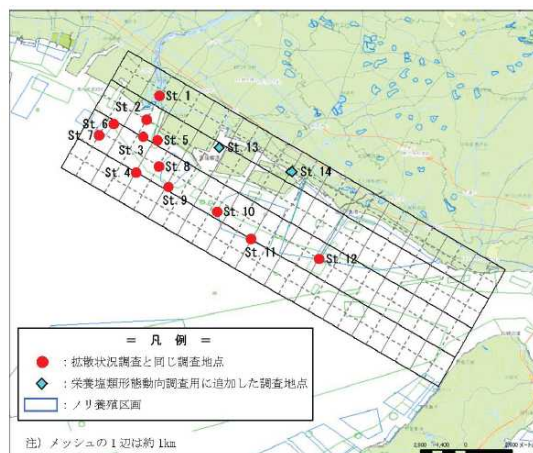 St. 1
St. 2
St. 6
St. 7
St. 3
St. 5
St. 13
St. 4
St. 8
St. 14
St. 9
St. 10
St. 11
St. 12
= 凡 例 =
:拡散状況調査と同じ調査地点
:栄養塩類形態動向調査用に追加した調査地点
:ノリ養殖区画
注) メッシュの1辺は約1km